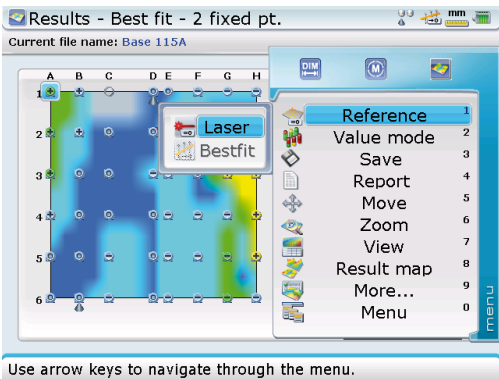 Results - Best fit - 2 fixed pt.
mm
Current file name: Base 115A
DIM
M
A B C D E F G H
1
2
3
4
5
6
Laser
Bestfit
Reference 1
Value mode 2
Save 3
Report 4
Move 5
Zoom 6
View 7
Result map 8
More... 9
Menu 0
menu
Use arrow keys to navigate through the menu.